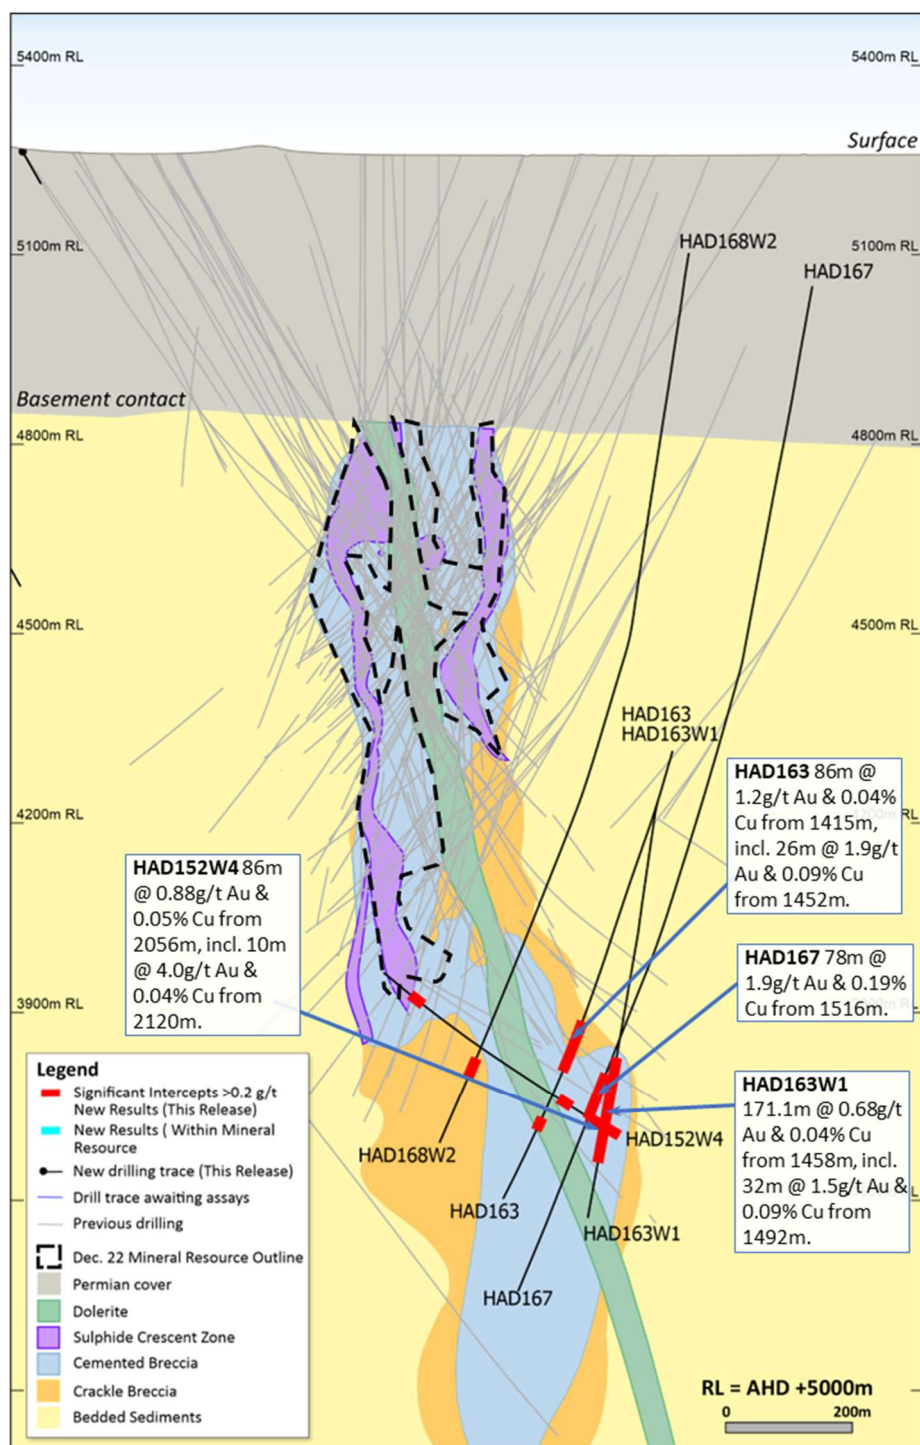 5400m RL
5400m RL
Surface
5100m RL
5100m RL
HAD168W2
HAD167
Basement contact
4800m RL
4800m RL
4500m RL
4500m RL
HAD163
HAD163W1
HAD163 86m @
1.2g/t Au & 0.04%
Cu from 1415m,
incl. 26m @ 1.9g/t
Au & 0.09% Cu
from 1452m.
4200m RL
HAD152W4 86m
@ 0.88g/t Au &
0.05% Cu from
2056m, incl. 10m
@ 4.0g/t Au &
0.04% Cu from
2120m.
HAD167 78m @
1.9g/t Au & 0.19%
Cu from 1516m.
3900m RL
HAD163W1
171.1m @ 0.68g/t
Au & 0.04% Cu
from 1458m, incl.
32m @ 1.5g/t Au &
0.09% Cu from
1492m.
HAD152W4
HAD168W2
HAD163
HAD163W1
HAD167
Legend
Significant Intercepts >0.2 g/t
New Results (This Release)
New Results ( Within Mineral
Resource
New drilling trace (This Release)
Drill trace awaiting assays
Previous drilling
Dec. 22 Mineral Resource Outline
Permian cover
Dolerite
Sulphide Crescent Zone
Cemented Breccia
Crackle Breccia
Bedded Sediments
RL = AHD +5000m
0 200m